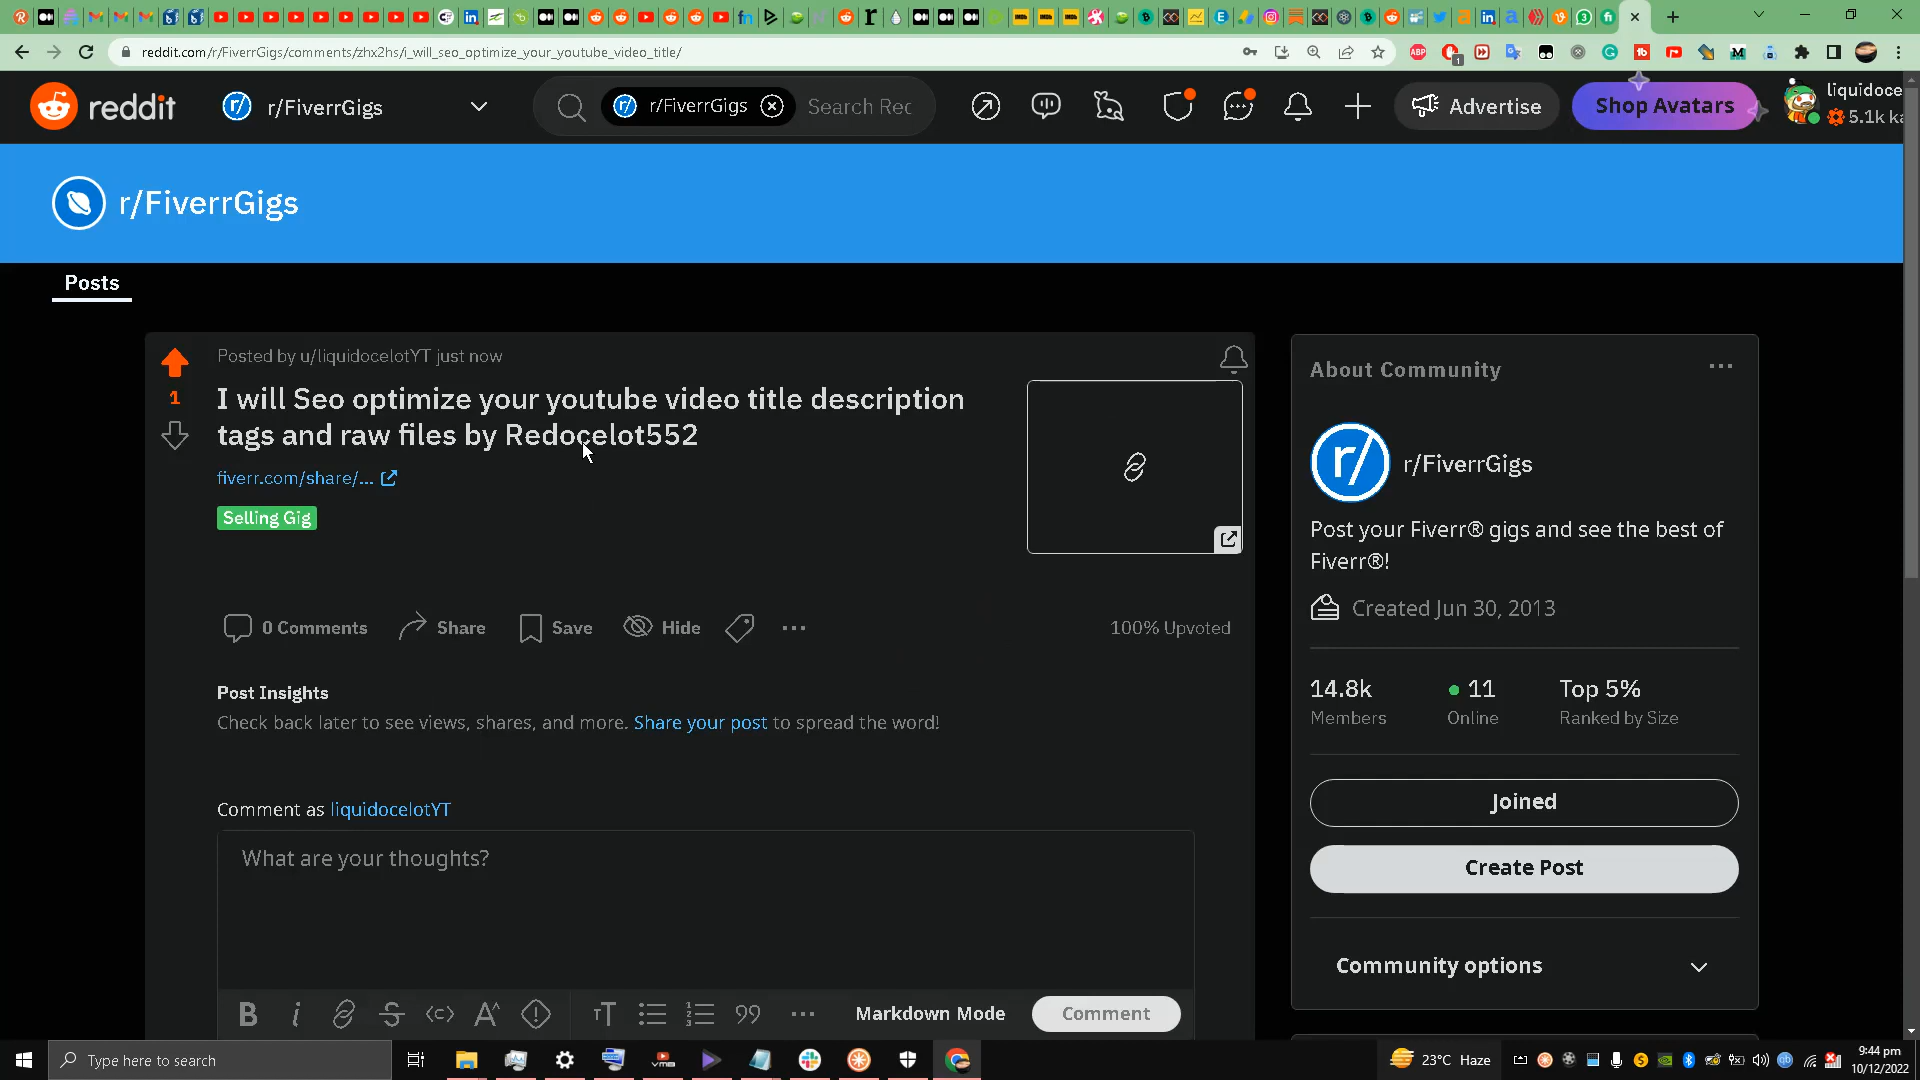 reddit.com/r/FiverrGigs/comments/zhx2hs/i_will_seo_optimize_your_youtube_video_title/
reddit
r/FiverrGigs
r/FiverrGigs
Search Rec
Advertise
Shop Avatars
liquidoce
5.1k ka
r/FiverrGigs
Posts
Posted by u/liquidocelotYT just now
1
I will Seo optimize your youtube video title description
tags and raw files by Redocelot552
fiverr.com/share/...
Selling Gig
0 Comments
Share
Save
Hide
100% Upvoted
Post Insights
Check back later to see views, shares, and more. Share your post to spread the word!
Comment as liquidocelotYT
What are your thoughts?
Markdown Mode
Comment
About Community
r/FiverrGigs
Post your Fiverr® gigs and see the best of
Fiverr®!
Created Jun 30, 2013
14.8k
Members
11
Online
Top 5%
Ranked by Size
Joined
Create Post
Community options
Type here to search
23°C Haze
9:44 pm
10/12/2022